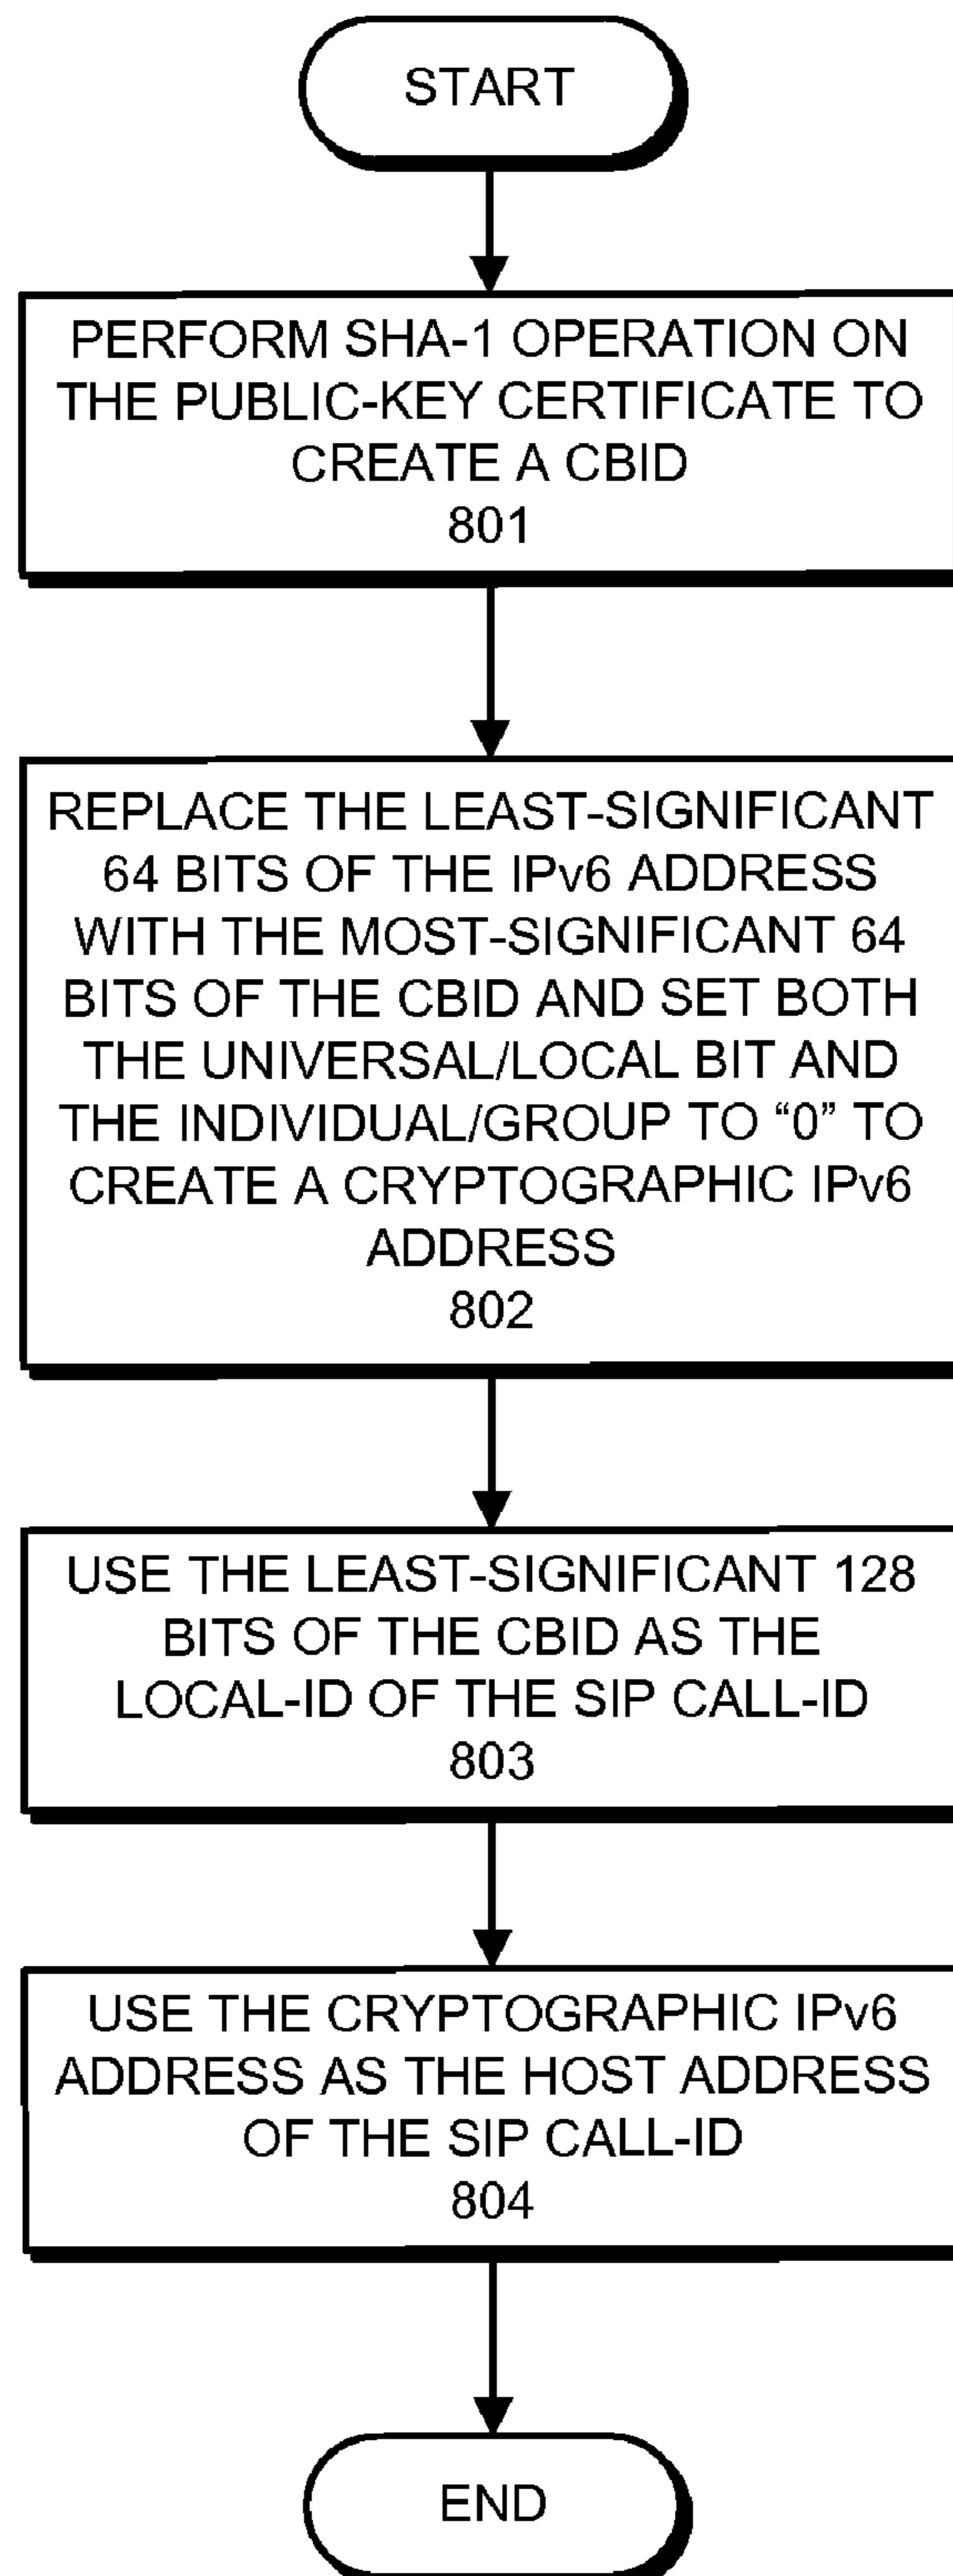 START
PERFORM SHA-1 OPERATION ON
THE PUBLIC-KEY CERTIFICATE TO
CREATE A CBID
801
REPLACE THE LEAST-SIGNIFICANT
64 BITS OF THE IPv6 ADDRESS
WITH THE MOST-SIGNIFICANT 64
BITS OF THE CBID AND SET BOTH
THE UNIVERSAL/LOCAL BIT AND
THE INDIVIDUAL/GROUP TO “0” TO
CREATE A CRYPTOGRAPHIC IPv6
ADDRESS
802
USE THE LEAST-SIGNIFICANT 128
BITS OF THE CBID AS THE
LOCAL-ID OF THE SIP CALL-ID
803
USE THE CRYPTOGRAPHIC IPv6
ADDRESS AS THE HOST ADDRESS
OF THE SIP CALL-ID
804
END